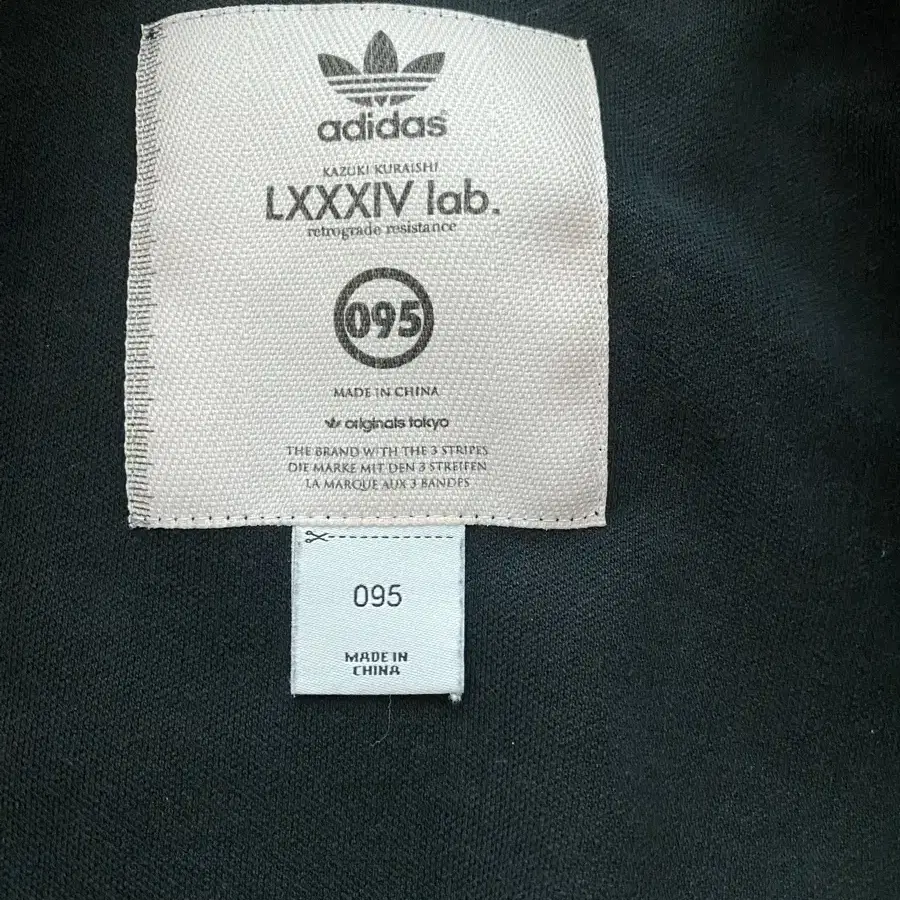 adidas
KAZUKI KURAISHI
LXXXIV lab.
retrograde resistance
095
MADE IN CHINA
originals tokyo
THE BRAND WITH THE 3 STRIPES
DIE MARKE MIT DEN 3 STREIFEN
LA MARQUE AUX 3 BANDES
095
MADE IN
CHINA